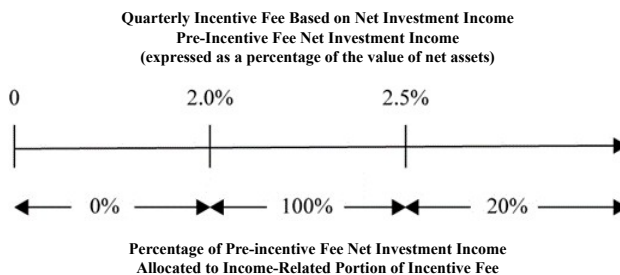 Quarterly Incentive Fee Based on Net Investment Income
Pre-Incentive Fee Net Investment Income
(expressed as a percentage of the value of net assets)
0 2.0% 2.5%
0% 100% 20%
Percentage of Pre-incentive Fee Net Investment Income
Allocated to Income-Related Portion of Incentive Fee